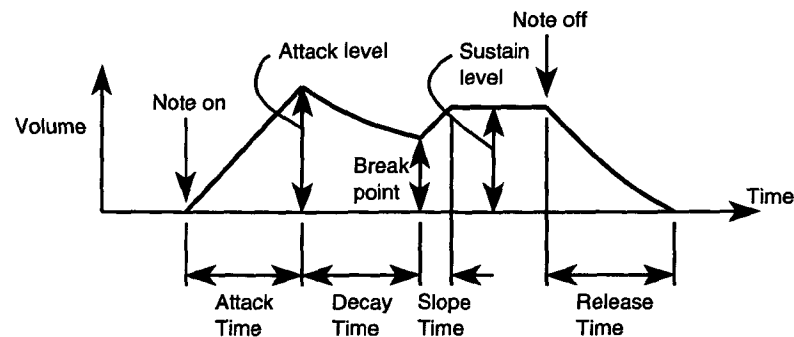 Note off
Attack level
Sustain
level
Note on
Volume
Break
point
Time
Attack
Time
Decay
Time
Slope
Time
Release
Time